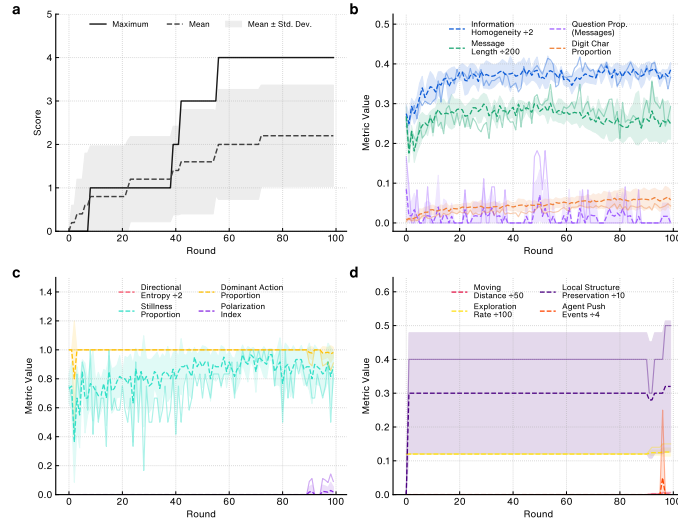 a
Maximum
Mean
Mean ± Std. Dev.
5
4
3
2
1
0
Score
0
20
40
60
80
100
Round
b
Information
Homogeneity ÷2
Message
Length ÷200
Question Prop.
(Messages)
Digit Char
Proportion
0.5
0.4
0.3
0.2
0.1
0.0
Metric Value
0
20
40
60
80
100
Round
c
Directional
Entropy ÷2
Stillness
Proportion
Dominant Action
Proportion
Polarization
Index
1.4
1.2
1.0
0.8
0.6
0.4
0.2
0.0
Metric Value
0
20
40
60
80
100
Round
d
Moving
Distance ÷50
Exploration
Rate ÷100
Local Structure
Preservation ÷10
Agent Push
Events ÷4
0.6
0.5
0.4
0.3
0.2
0.1
0.0
Metric Value
0
20
40
60
80
100
Round